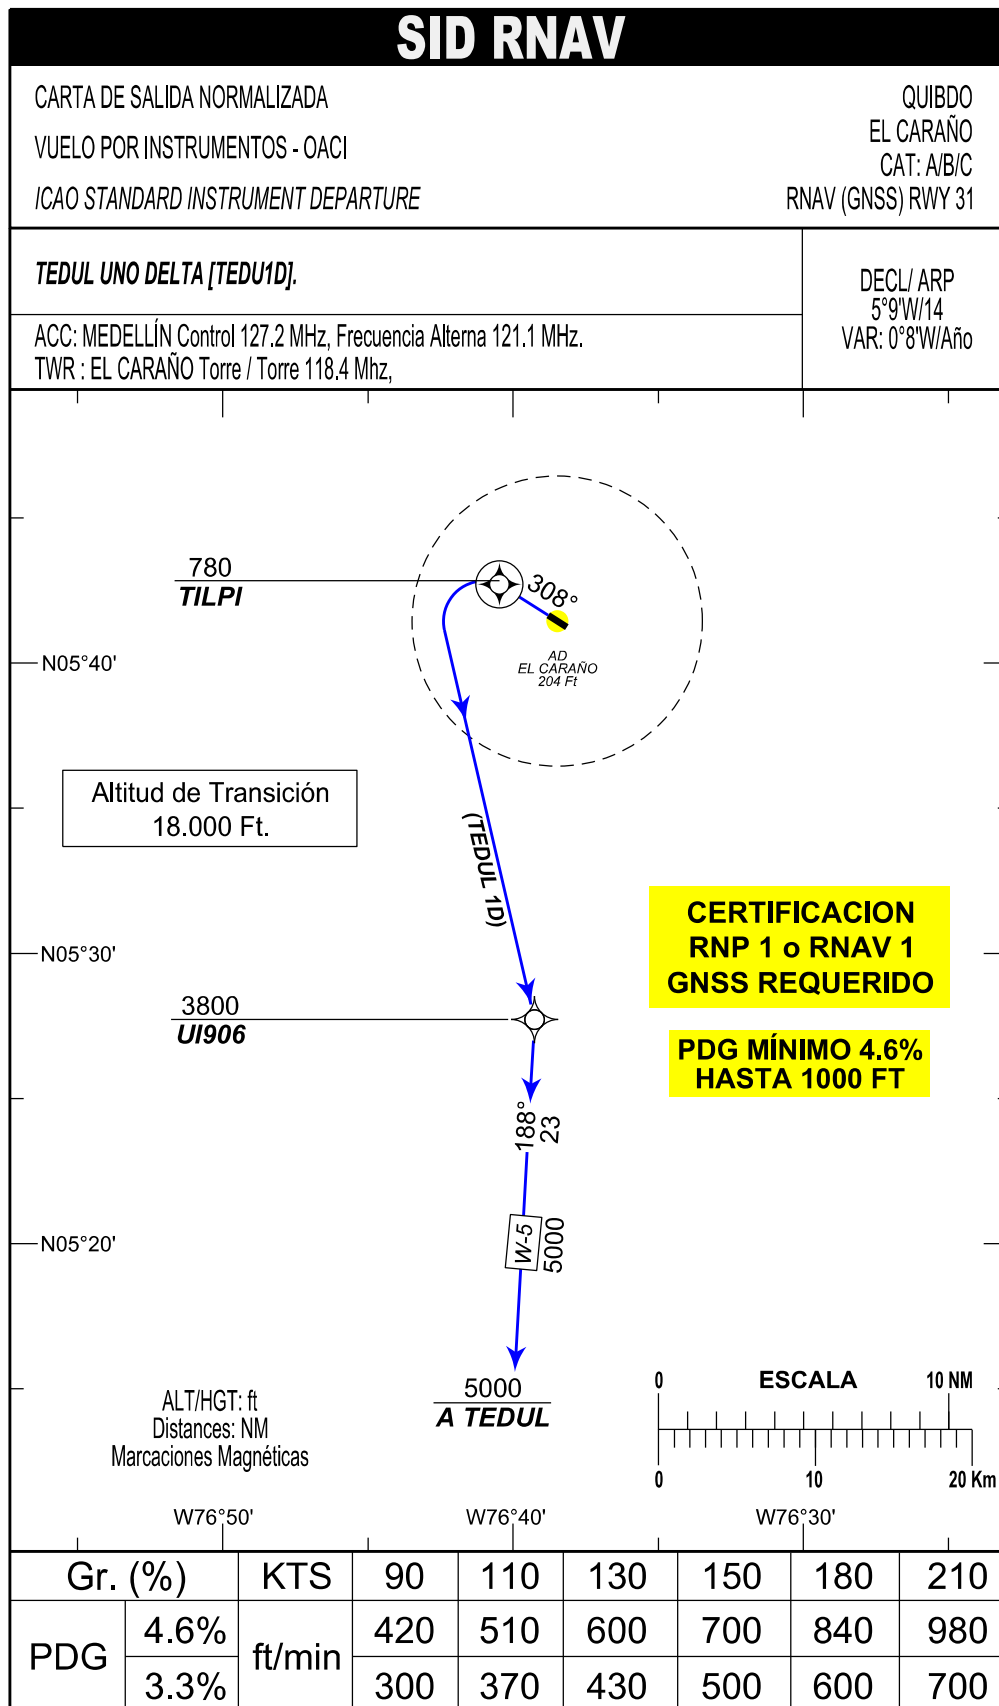 SID RNAV
CARTA DE SALIDA NORMALIZADA
VUELO POR INSTRUMENTOS - OACI
ICAO STANDARD INSTRUMENT DEPARTURE
QUIBDO
EL CARAÑO
CAT: A/B/C
RNAV (GNSS) RWY 31
TEDUL UNO DELTA [TEDU1D].
ACC: MEDELLÍN Control 127.2 MHz, Frecuencia Alterna 121.1 MHz.
TWR : EL CARAÑO Torre / Torre 118.4 Mhz,
DECL/ ARP
5°9'W/14
VAR: 0°8'W/Año
780
TILPI
308°
AD
EL CARAÑO
204 Ft
N05°40'
Altitud de Transición
18.000 Ft.
(TEDUL 1D)
CERTIFICACION
RNP 1 o RNAV 1
GNSS REQUERIDO
N05°30'
3800
UI906
PDG MÍNIMO 4.6%
HASTA 1000 FT
188°
23
N05°20'
W-5
5000
5000
A TEDUL
ALT/HGT: ft
Distances: NM
Marcaciones Magnéticas
0 ESCALA 10 NM
0 10 20 Km
W76°50' W76°40' W76°30'
Gr. (%) KTS 90 110 130 150 180 210
PDG 4.6% ft/min 420 510 600 700 840 980
3.3% 300 370 430 500 600 700